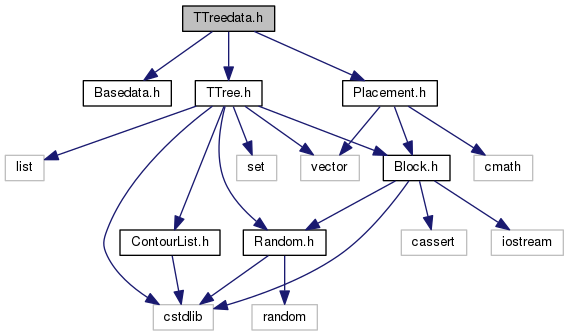 TTreedata.h
Basedata.h
TTree.h
Placement.h
list
set
vector
Block.h
cmath
ContourList.h
Random.h
cassert
iostream
cstdlib
random